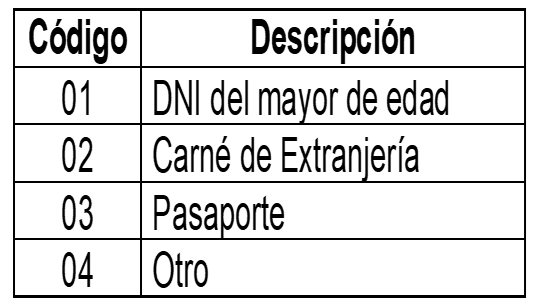 Código Descripción
01 DNI del mayor de edad
02 Carné de Extranjería
03 Pasaporte
04 Otro